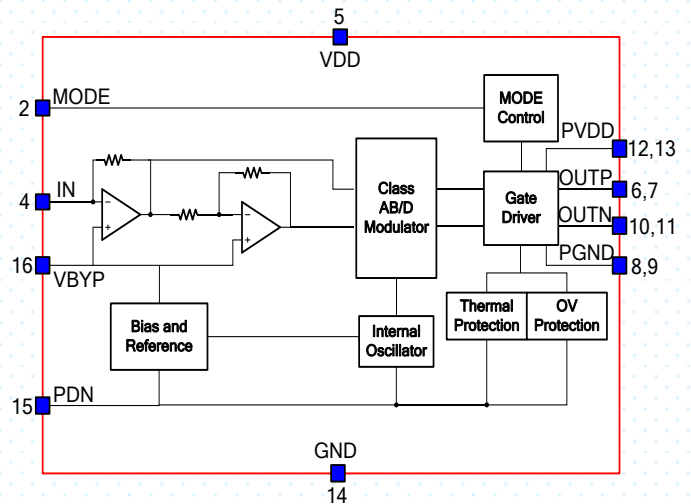 5
VDD
2
MODE
MODE
Control
PVDD
12,13
4
IN
-
+
-
+
Class
AB/D
Modulator
Gate
Driver
OUTP
6,7
OUTN
10,11
16
VBYP
PGND
8,9
Bias and
Reference
Internal
Oscillator
Thermal
Protection
OV
Protection
15
PDN
GND
14